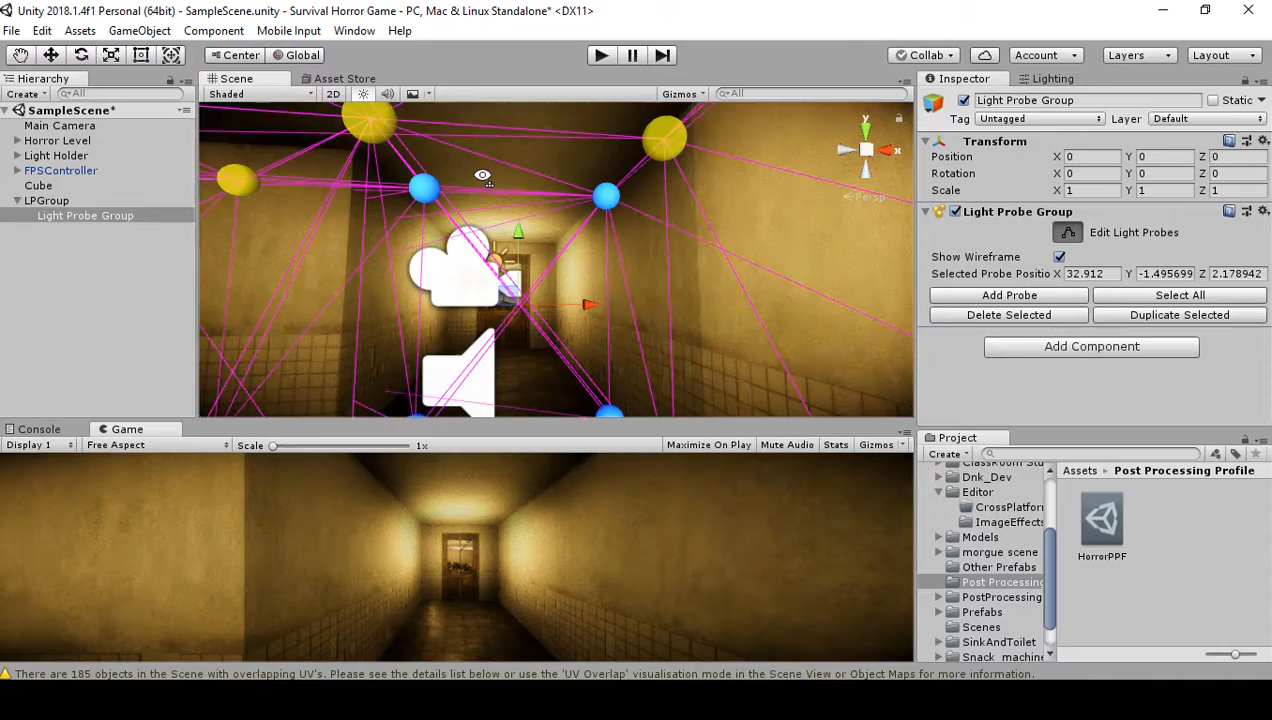 Unity 2018.1.4f1 Personal (64bit) - SampleScene.unity - Survival Horror Game - PC, Mac & Linux Standalone* <DX11>
File Edit Assets GameObject Component Mobile Input Window Help
Center Global Collab Account Layers Layout
Hierarchy Scene Asset Store Inspector Lighting
Create All Shaded 2D Gizmos All Light Probe Group Static
SampleScene*
Main Camera
Horror Level
Light Holder
FPSController
Cube
LPGroup
Light Probe Group
y
x
Persp
Tag Untagged Layer Default
Transform
Position X 0 Y 0 Z 0
Rotation X 0 Y 0 Z 0
Scale X 1 Y 1 Z 1
Light Probe Group
Edit Light Probes
Show Wireframe
Selected Probe Positio X 32.912 Y -1.495699 Z 2.178942
Add Probe Select All
Delete Selected Duplicate Selected
Add Component
Console Game
Display 1 Free Aspect Scale 1x Maximize On Play Mute Audio Stats Gizmos
Project
Create
Dnk_Dev
Editor
CrossPlatforr
ImageEffects
Models
morgue scene
Other Prefabs
Post Processing
PostProcessing
Prefabs
Scenes
SinkAndToilet
Snack_machine
Assets Post Processing Profile
HorrorPPF
There are 185 objects in the Scene with overlapping UV's. Please see the details list below or use the 'UV Overlap' visualisation mode in the Scene View or Object Maps for more information.